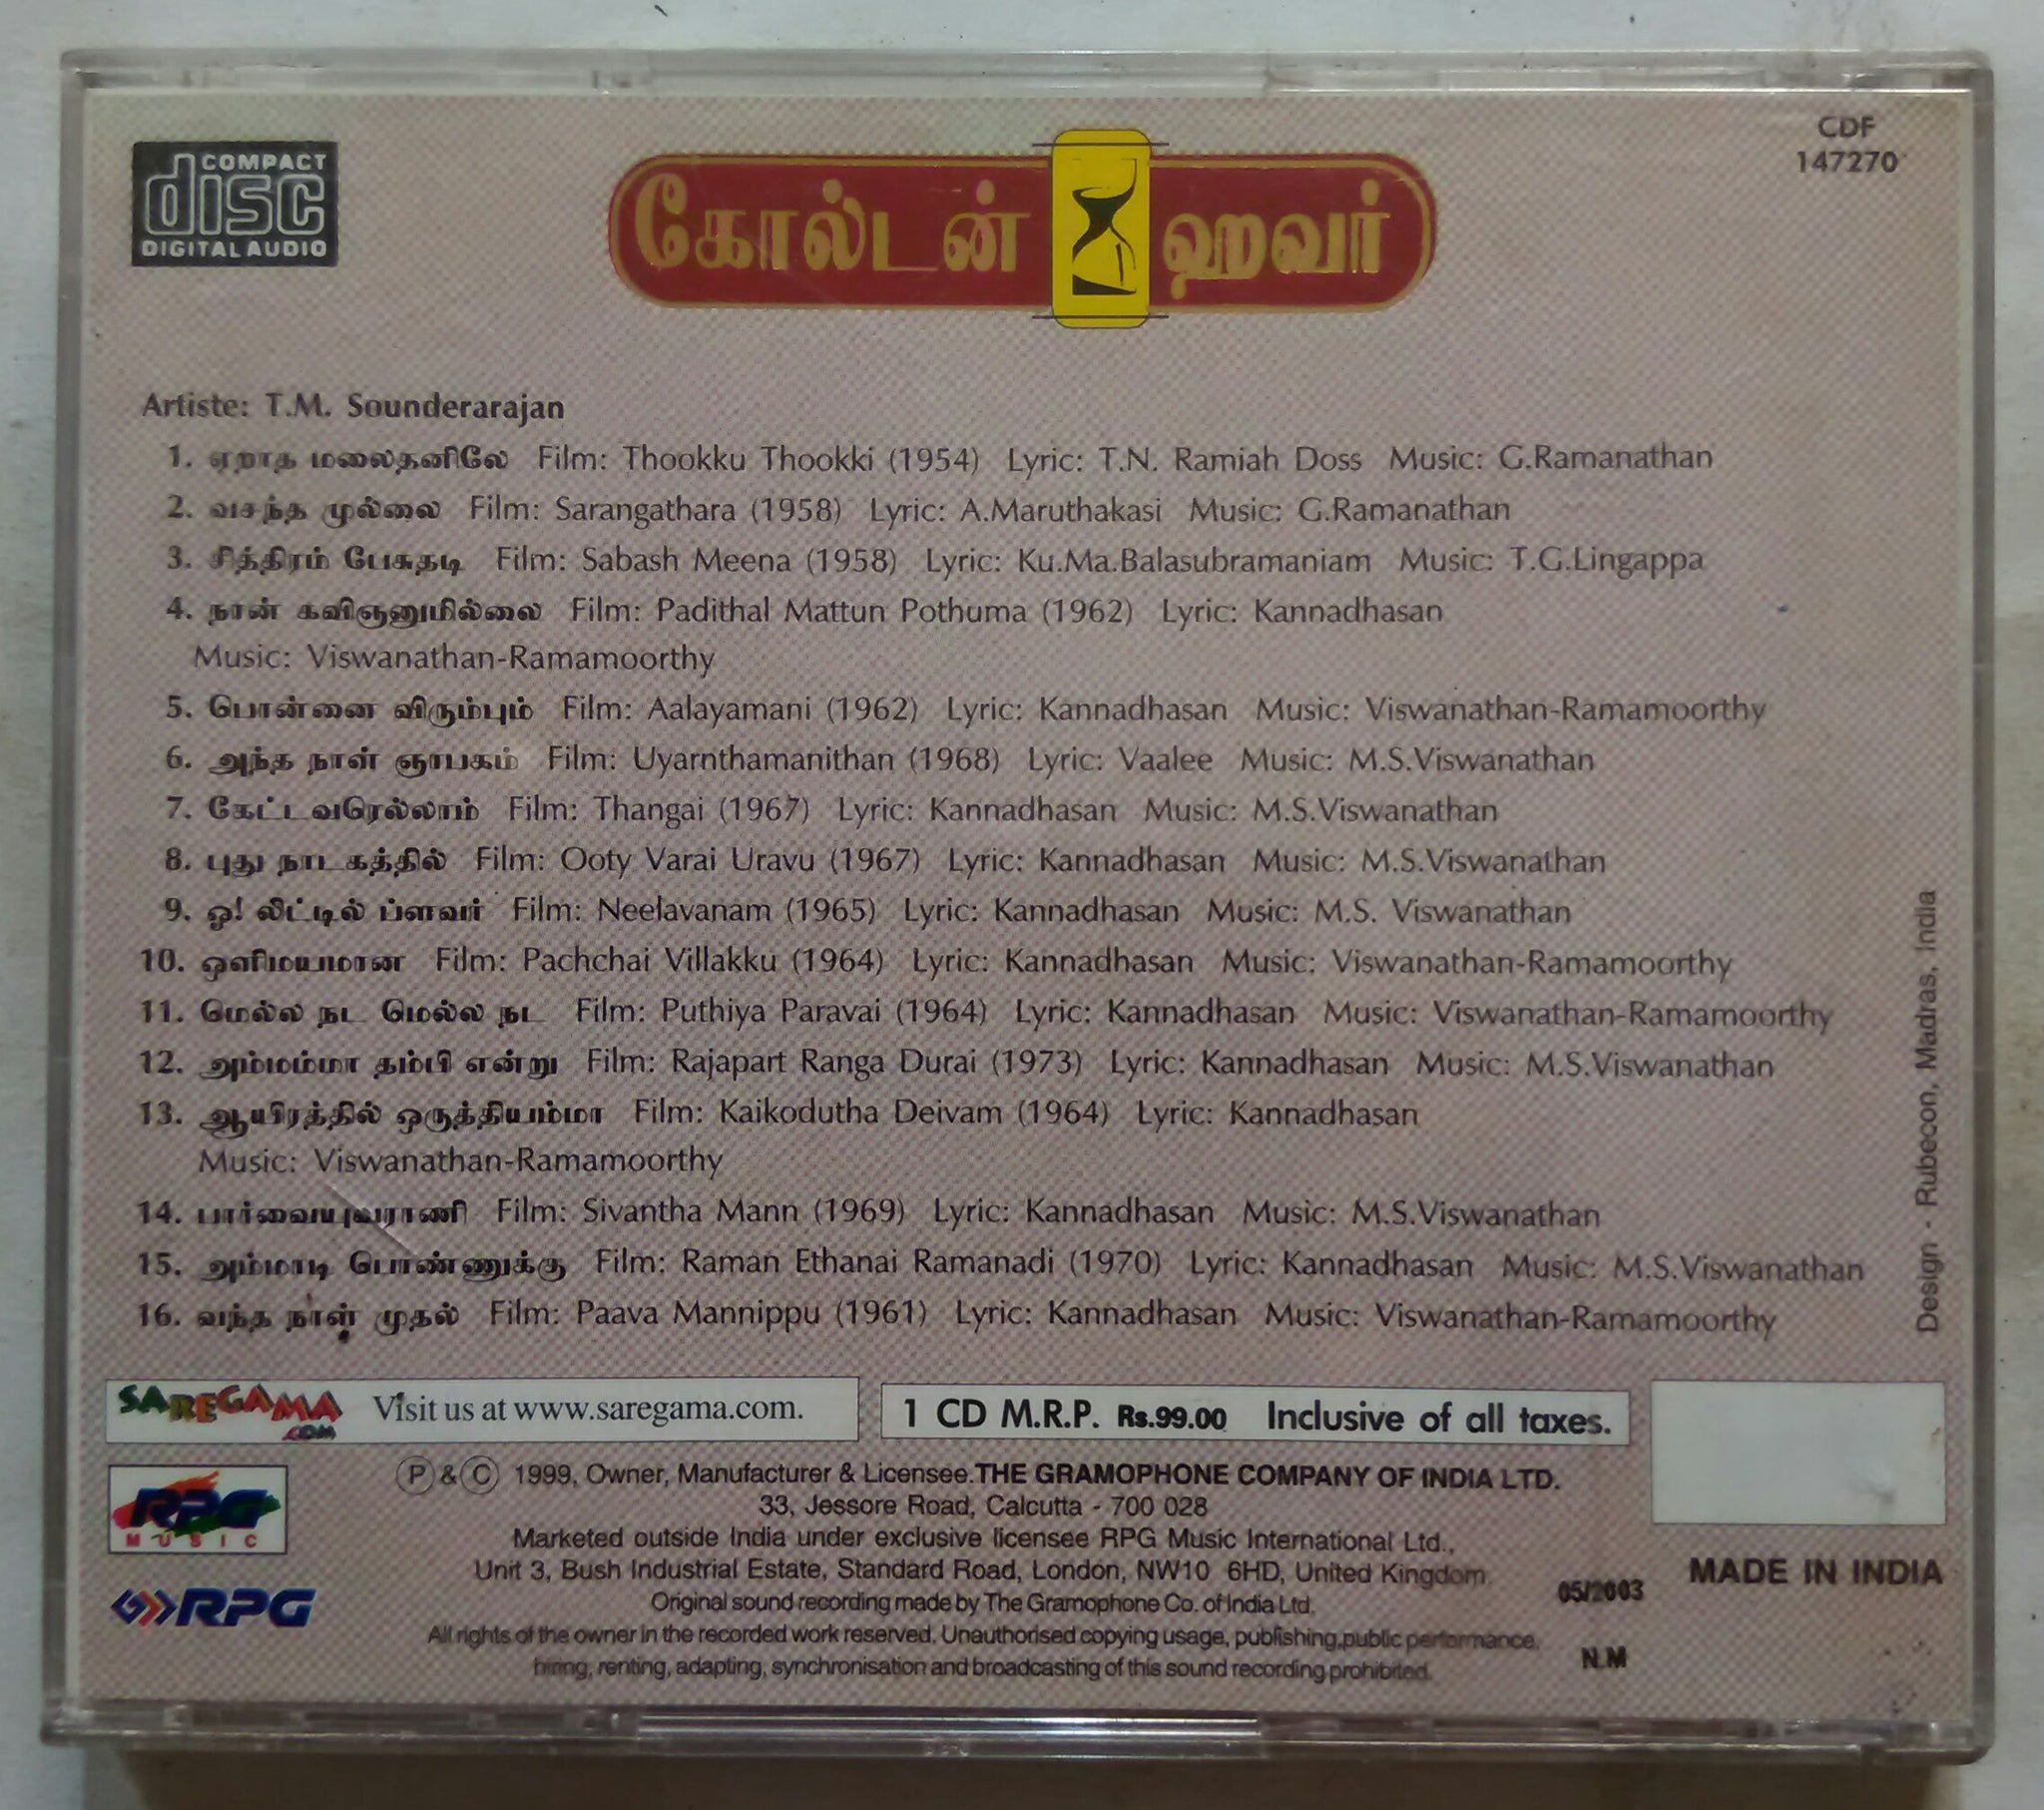 COMPACT
disc
DIGITAL AUDIO
கோல்டன் ஹவர்
CDF
147270
Artiste: T.M. Sounderarajan
1. ஏறாத மலைதனிலே Film: Thookku Thookki (1954) Lyric: T.N. Ramiah Doss Music: G.Ramanathan
2. வசந்த முல்லை Film: Sarangathara (1958) Lyric: A.Maruthakasi Music: G.Ramanathan
3. சித்திரம் பேசுதடி Film: Sabash Meena (1958) Lyric: Ku.Ma.Balasubramaniam Music: T.G.Lingappa
4. நான் கவிஞனுமில்லை Film: Padithal Mattun Pothuma (1962) Lyric: Kannadhasan
Music: Viswanathan-Ramamoorthy
5. பொன்னை விரும்பும் Film: Aalayamani (1962) Lyric: Kannadhasan Music: Viswanathan-Ramamoorthy
6. அந்த நாள் ஞாபகம் Film: Uyarnthamanithan (1968) Lyric: Vaalee Music: M.S.Viswanathan
7. கேட்டவரெல்லாம் Film: Thangai (1967) Lyric: Kannadhasan Music: M.S.Viswanathan
8. புது நாடகத்தில் Film: Ooty Varai Uravu (1967) Lyric: Kannadhasan Music: M.S.Viswanathan
9. ஓ! லிட்டில் ப்ளவர் Film: Neelavanam (1965) Lyric: Kannadhasan Music: M.S. Viswanathan
10. ஒளிமயமான Film: Pachchai Villakku (1964) Lyric: Kannadhasan Music: Viswanathan-Ramamoorthy
11. மெல்ல நட மெல்ல நட Film: Puthiya Paravai (1964) Lyric: Kannadhasan Music: Viswanathan-Ramamoorthy
12. அம்மம்மா தம்பி என்று Film: Rajapart Ranga Durai (1973) Lyric: Kannadhasan Music: M.S.Viswanathan
13. ஆயிரத்தில் ஒருத்தியம்மா Film: Kaikodutha Deivam (1964) Lyric: Kannadhasan
Music: Viswanathan-Ramamoorthy
14. பார்வையுவராணி Film: Sivantha Mann (1969) Lyric: Kannadhasan Music: M.S.Viswanathan
15. அம்மாடி பொண்ணுக்கு Film: Raman Ethanai Ramanadi (1970) Lyric: Kannadhasan Music: M.S.Viswanathan
16. வந்த நாள் முதல் Film: Paava Mannippu (1961) Lyric: Kannadhasan Music: Viswanathan-Ramamoorthy
Design - Rubecon, Madras, India
SAREGAMA
.COM
Visit us at www.saregama.com.
1 CD M.R.P. Rs.99.00 Inclusive of all taxes.
RPG
MUSIC
RPG
Ⓟ & Ⓒ 1999, Owner, Manufacturer & Licensee.THE GRAMOPHONE COMPANY OF INDIA LTD.
33, Jessore Road, Calcutta - 700 028
Marketed outside India under exclusive licensee RPG Music International Ltd.,
Unit 3, Bush Industrial Estate, Standard Road, London, NW10 6HD, United Kingdom.
Original sound recording made by The Gramophone Co. of India Ltd.
All rights of the owner in the recorded work reserved. Unauthorised copying usage, publishing,public performance,
hiring, renting, adapting, synchronisation and broadcasting of this sound recording prohibited.
MADE IN INDIA
05/2003
N.M